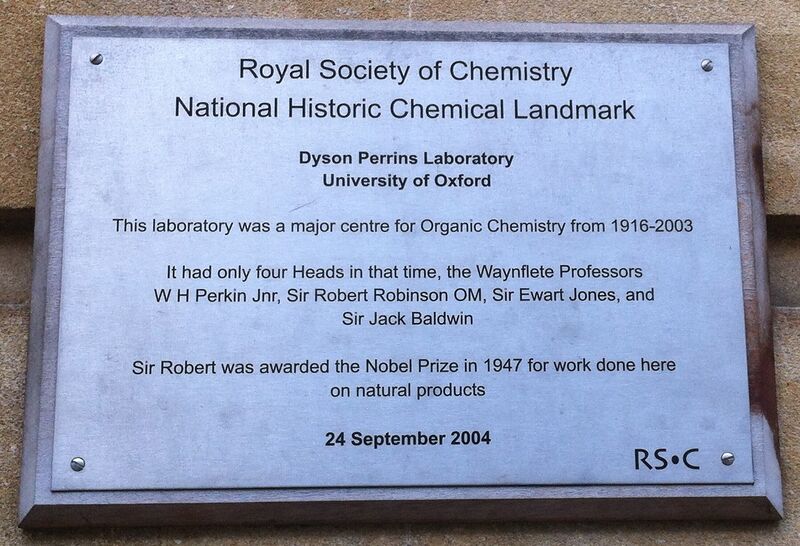 Royal Society of Chemistry
National Historic Chemical Landmark
Dyson Perrins Laboratory
University of Oxford
This laboratory was a major centre for Organic Chemistry from 1916-2003
It had only four Heads in that time, the Waynflete Professors
W H Perkin Jnr, Sir Robert Robinson OM, Sir Ewart Jones, and
Sir Jack Baldwin
Sir Robert was awarded the Nobel Prize in 1947 for work done here
on natural products
24 September 2004
RS•C